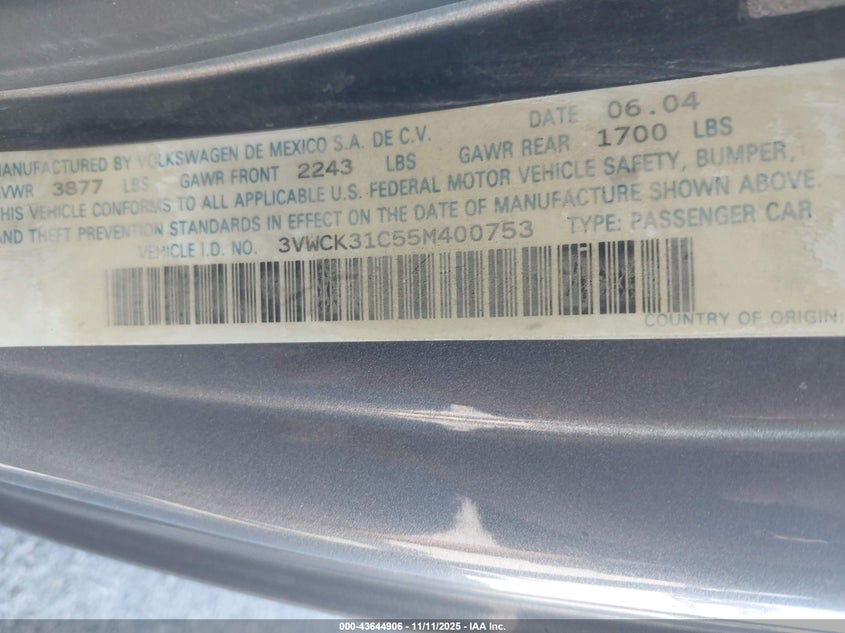 DATE 06.04
MANUFACTURED BY VOLKSWAGEN DE MEXICO S.A. DE C.V.
VWR 3877 LBS GAWR FRONT 2243 LBS GAWR REAR 1700 LBS
THIS VEHICLE CONFORMS TO ALL APPLICABLE U.S. FEDERAL MOTOR VEHICLE SAFETY, BUMPER,
AND THEFT PREVENTION STANDARDS IN EFFECT ON THE DATE OF MANUFACTURE SHOWN ABOVE.
VEHICLE I.D. NO. 3VWCK31C55M400753 TYPE: PASSENGER CAR
COUNTRY OF ORIGIN:
000-43644906 - 11/11/2025 - IAA Inc.